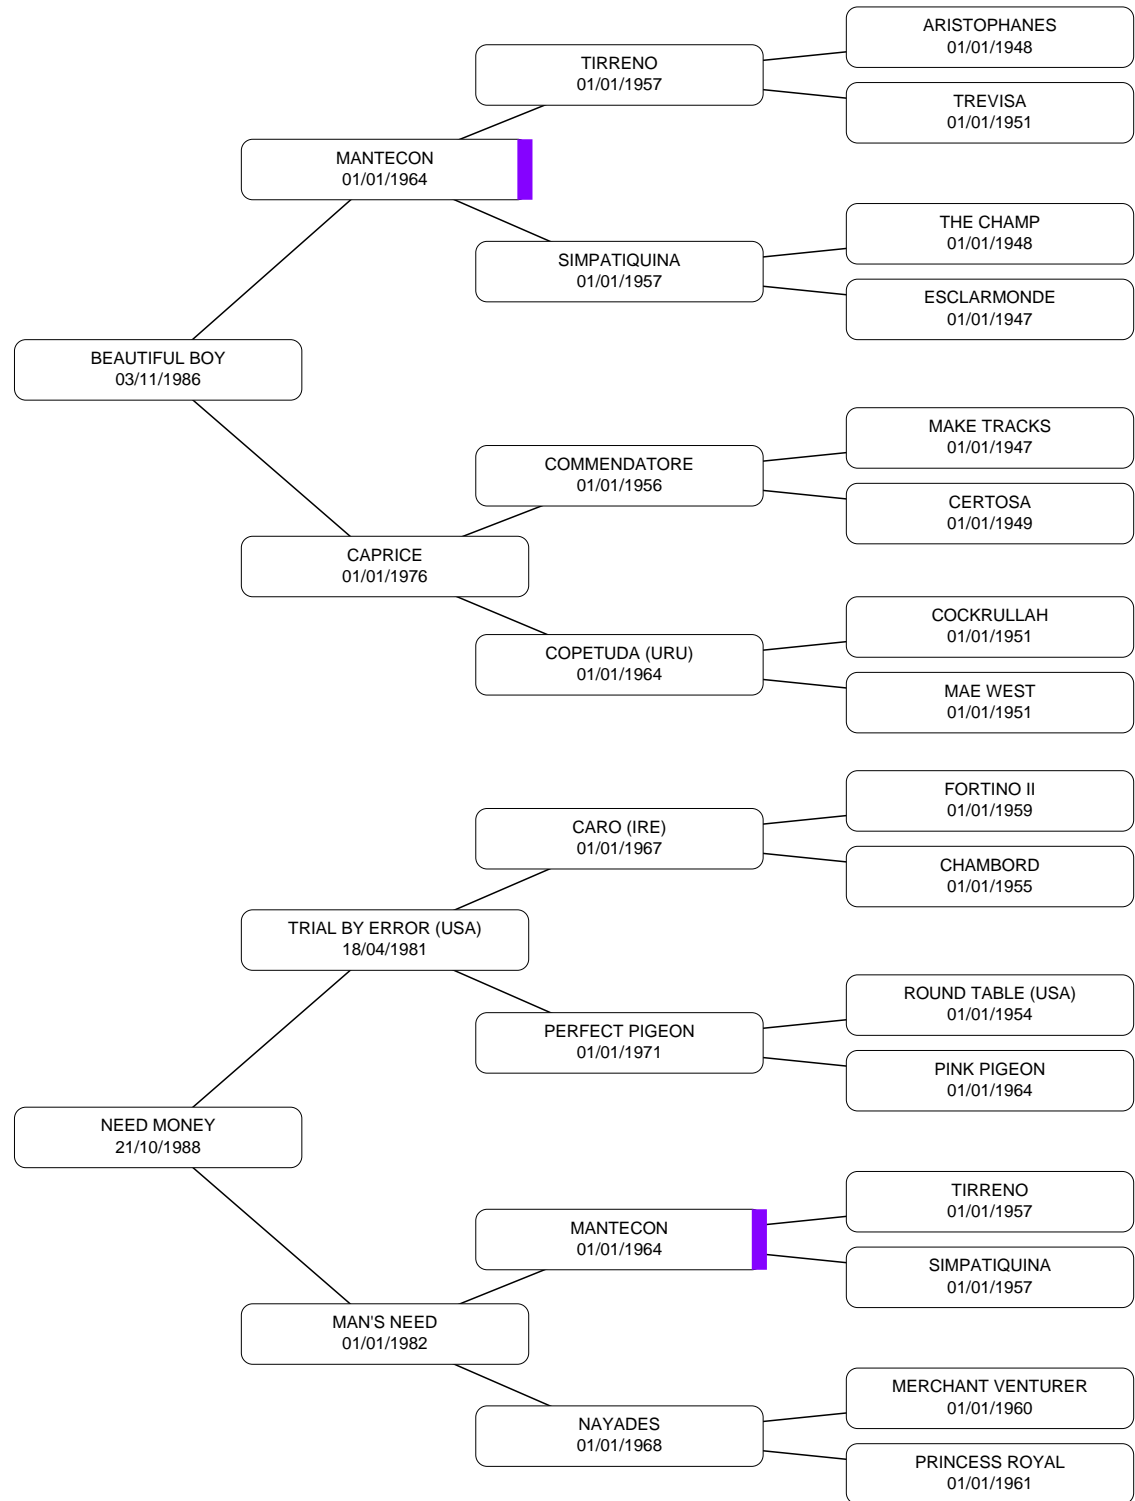 ARISTOPHANES
01/01/1948
TIRRENO
01/01/1957
TREVISA
01/01/1951
MANTECON
01/01/1964
THE CHAMP
01/01/1948
SIMPATIQUINA
01/01/1957
ESCLARMONDE
01/01/1947
BEAUTIFUL BOY
03/11/1986
MAKE TRACKS
01/01/1947
COMMENDATORE
01/01/1956
CERTOSA
01/01/1949
CAPRICE
01/01/1976
COCKRULLAH
01/01/1951
COPETUDA (URU)
01/01/1964
MAE WEST
01/01/1951
FORTINO II
01/01/1959
CARO (IRE)
01/01/1967
CHAMBORD
01/01/1955
TRIAL BY ERROR (USA)
18/04/1981
ROUND TABLE (USA)
01/01/1954
PERFECT PIGEON
01/01/1971
PINK PIGEON
01/01/1964
NEED MONEY
21/10/1988
TIRRENO
01/01/1957
MANTECON
01/01/1964
SIMPATIQUINA
01/01/1957
MAN'S NEED
01/01/1982
MERCHANT VENTURER
01/01/1960
NAYADES
01/01/1968
PRINCESS ROYAL
01/01/1961